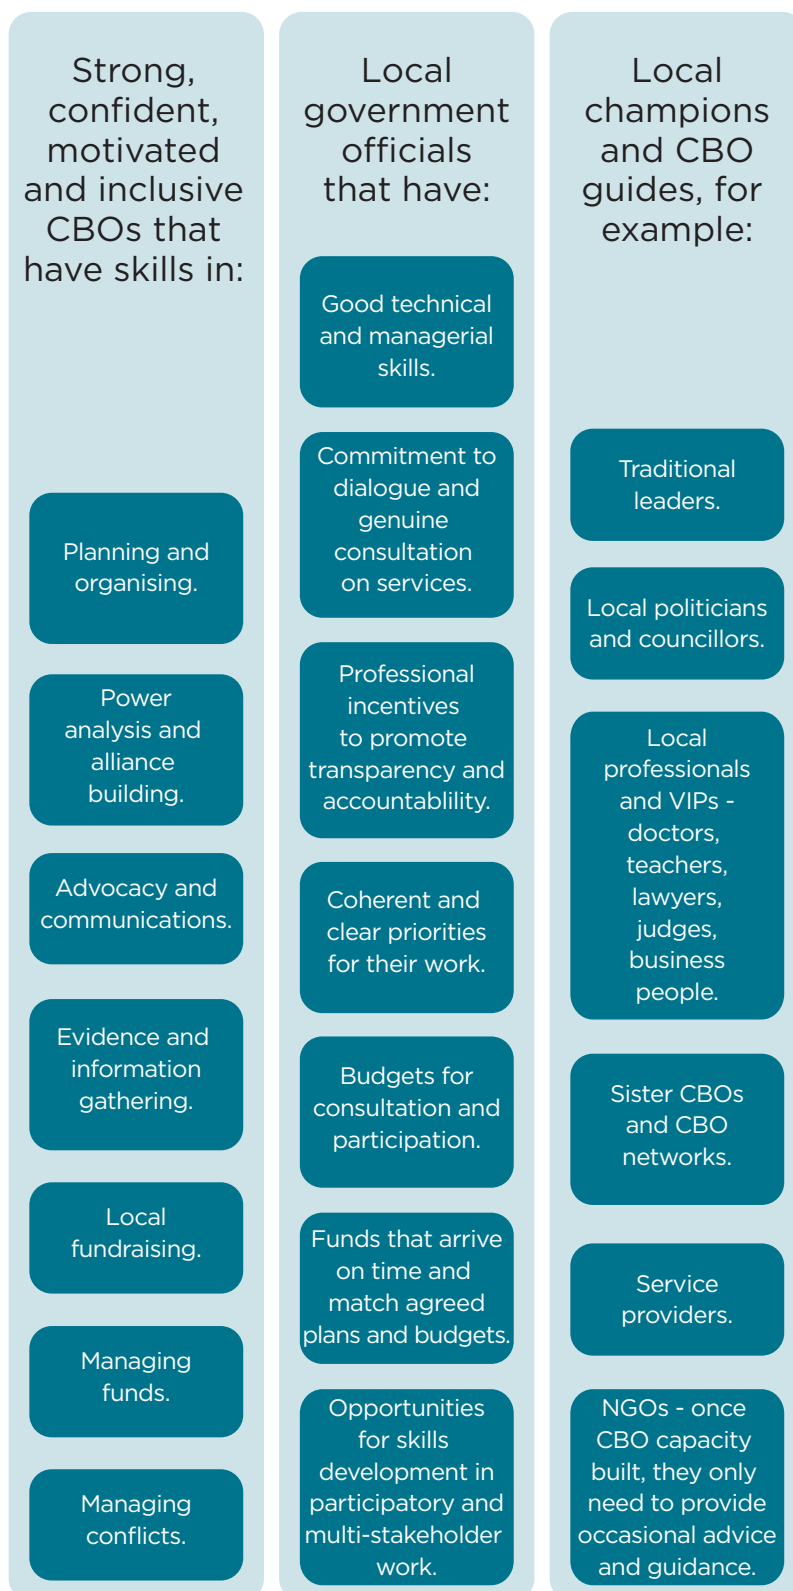 Strong,
confident,
motivated
and inclusive
CBOs that
have skills in:
Planning and
organising.
Power
analysis and
alliance
building.
Advocacy and
communications.
Evidence and
information
gathering.
Local
fundraising.
Managing
funds.
Managing
conflicts.
Local
government
officials
that have:
Good technical
and managerial
skills.
Commitment to
dialogue and
genuine
consultation
on services.
Professional
incentives
to promote
transparency and
accountablility.
Coherent and
clear priorities
for their work.
Budgets for
consultation and
participation.
Funds that arrive
on time and
match agreed
plans and budgets.
Opportunities
for skills
development in
participatory and
multi-stakeholder
work.
Local
champions
and CBO
guides, for
example:
Traditional
leaders.
Local politicians
and councillors.
Local
professionals
and VIPs -
doctors,
teachers,
lawyers,
judges,
business
people.
Sister CBOs
and CBO
networks.
Service
providers.
NGOs - once
CBO capacity
built, they only
need to provide
occasional advice
and guidance.